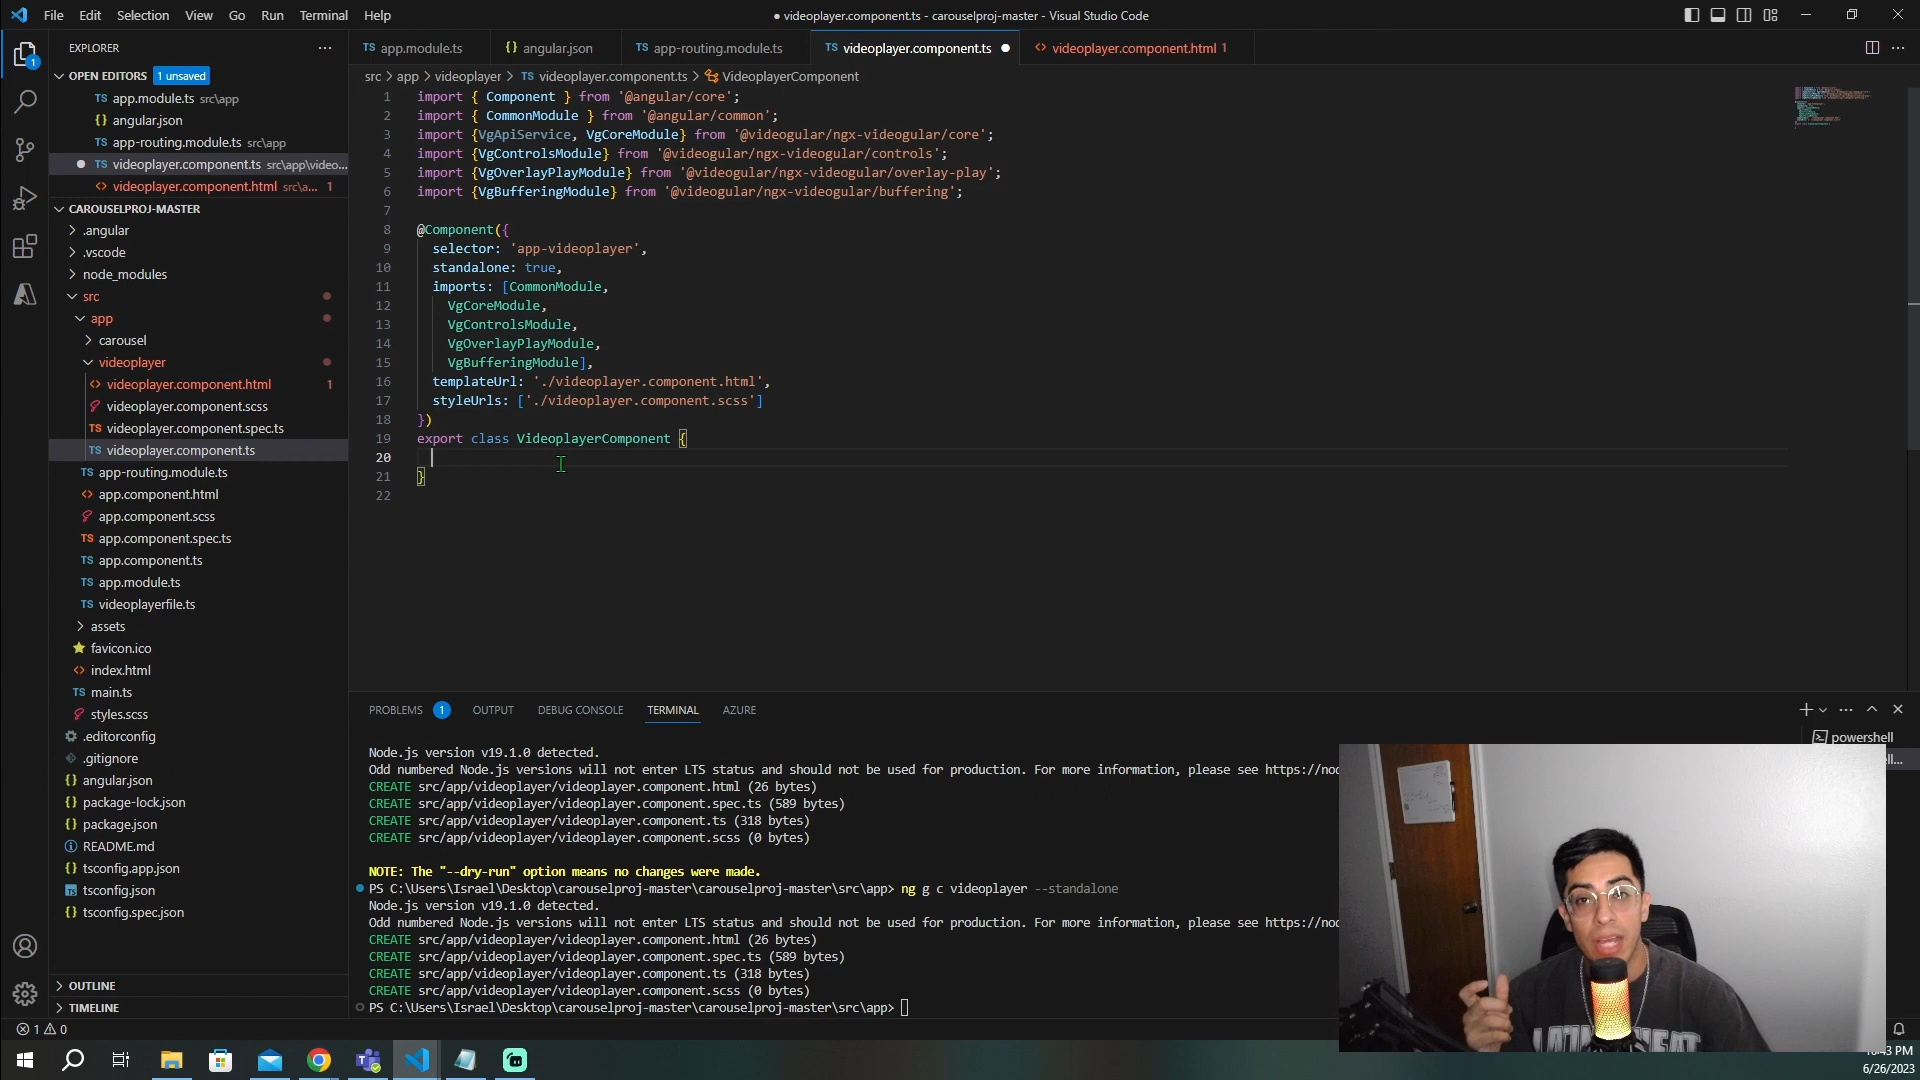 File Edit Selection View Go Run Terminal Help
● videoplayer.component.ts - carouselproj-master - Visual Studio Code
EXPLORER
OPEN EDITORS 1 unsaved
TS app.module.ts src\app
{} angular.json
TS app-routing.module.ts src\app
TS videoplayer.component.ts src\app\video...
<> videoplayer.component.html src\a... 1
CAROUSELPROJ-MASTER
.angular
.vscode
node_modules
src
app
carousel
videoplayer
<> videoplayer.component.html 1
videoplayer.component.scss
TS videoplayer.component.spec.ts
TS videoplayer.component.ts
TS app-routing.module.ts
<> app.component.html
app.component.scss
TS app.component.spec.ts
TS app.component.ts
TS app.module.ts
TS videoplayerfile.ts
assets
favicon.ico
<> index.html
TS main.ts
styles.scss
.editorconfig
.gitignore
{} angular.json
{} package-lock.json
{} package.json
README.md
{} tsconfig.app.json
tsconfig.json
{} tsconfig.spec.json
OUTLINE
TIMELINE
1 0
TS app.module.ts {} angular.json TS app-routing.module.ts TS videoplayer.component.ts <> videoplayer.component.html 1
src > app > videoplayer > TS videoplayer.component.ts > VideoplayerComponent
1 import { Component } from '@angular/core';
2 import { CommonModule } from '@angular/common';
3 import {VgApiService, VgCoreModule} from '@videogular/ngx-videogular/core';
4 import {VgControlsModule} from '@videogular/ngx-videogular/controls';
5 import {VgOverlayPlayModule} from '@videogular/ngx-videogular/overlay-play';
6 import {VgBufferingModule} from '@videogular/ngx-videogular/buffering';
7
8 @Component({
9 selector: 'app-videoplayer',
10 standalone: true,
11 imports: [CommonModule,
12 VgCoreModule,
13 VgControlsModule,
14 VgOverlayPlayModule,
15 VgBufferingModule],
16 templateUrl: './videoplayer.component.html',
17 styleUrls: ['./videoplayer.component.scss']
18 })
19 export class VideoplayerComponent {
20
21 }
22
PROBLEMS 1 OUTPUT DEBUG CONSOLE TERMINAL AZURE
powershell
Node.js version v19.1.0 detected.
Odd numbered Node.js versions will not enter LTS status and should not be used for production. For more information, please see https://nod
CREATE src/app/videoplayer/videoplayer.component.html (26 bytes)
CREATE src/app/videoplayer/videoplayer.component.spec.ts (589 bytes)
CREATE src/app/videoplayer/videoplayer.component.ts (318 bytes)
CREATE src/app/videoplayer/videoplayer.component.scss (0 bytes)
NOTE: The "--dry-run" option means no changes were made.
PS C:\Users\Israel\Desktop\carouselproj-master\carouselproj-master\src\app> ng g c videoplayer --standalone
Node.js version v19.1.0 detected.
Odd numbered Node.js versions will not enter LTS status and should not be used for production. For more information, please see https://nod
CREATE src/app/videoplayer/videoplayer.component.html (26 bytes)
CREATE src/app/videoplayer/videoplayer.component.spec.ts (589 bytes)
CREATE src/app/videoplayer/videoplayer.component.ts (318 bytes)
CREATE src/app/videoplayer/videoplayer.component.scss (0 bytes)
PS C:\Users\Israel\Desktop\carouselproj-master\carouselproj-master\src\app>
6/26/2023